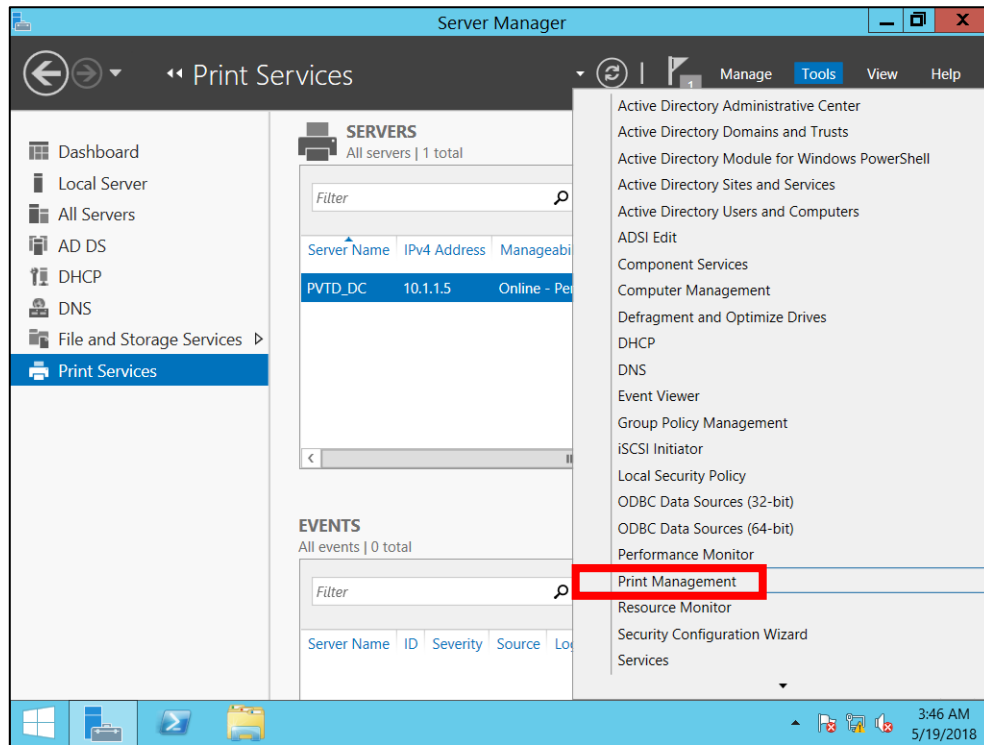 Server Manager
Print Services
Manage Tools View Help
1
Dashboard
Local Server
All Servers
AD DS
DHCP
DNS
File and Storage Services
Print Services
SERVERS
All servers | 1 total
Filter
Server Name IPv4 Address Manageabi
PVTD_DC 10.1.1.5 Online - Per
EVENTS
All events | 0 total
Filter
Server Name ID Severity Source Log
Active Directory Administrative Center
Active Directory Domains and Trusts
Active Directory Module for Windows PowerShell
Active Directory Sites and Services
Active Directory Users and Computers
ADSI Edit
Component Services
Computer Management
Defragment and Optimize Drives
DHCP
DNS
Event Viewer
Group Policy Management
iSCSI Initiator
Local Security Policy
ODBC Data Sources (32-bit)
ODBC Data Sources (64-bit)
Performance Monitor
Print Management
Resource Monitor
Security Configuration Wizard
Services
3:46 AM
5/19/2018